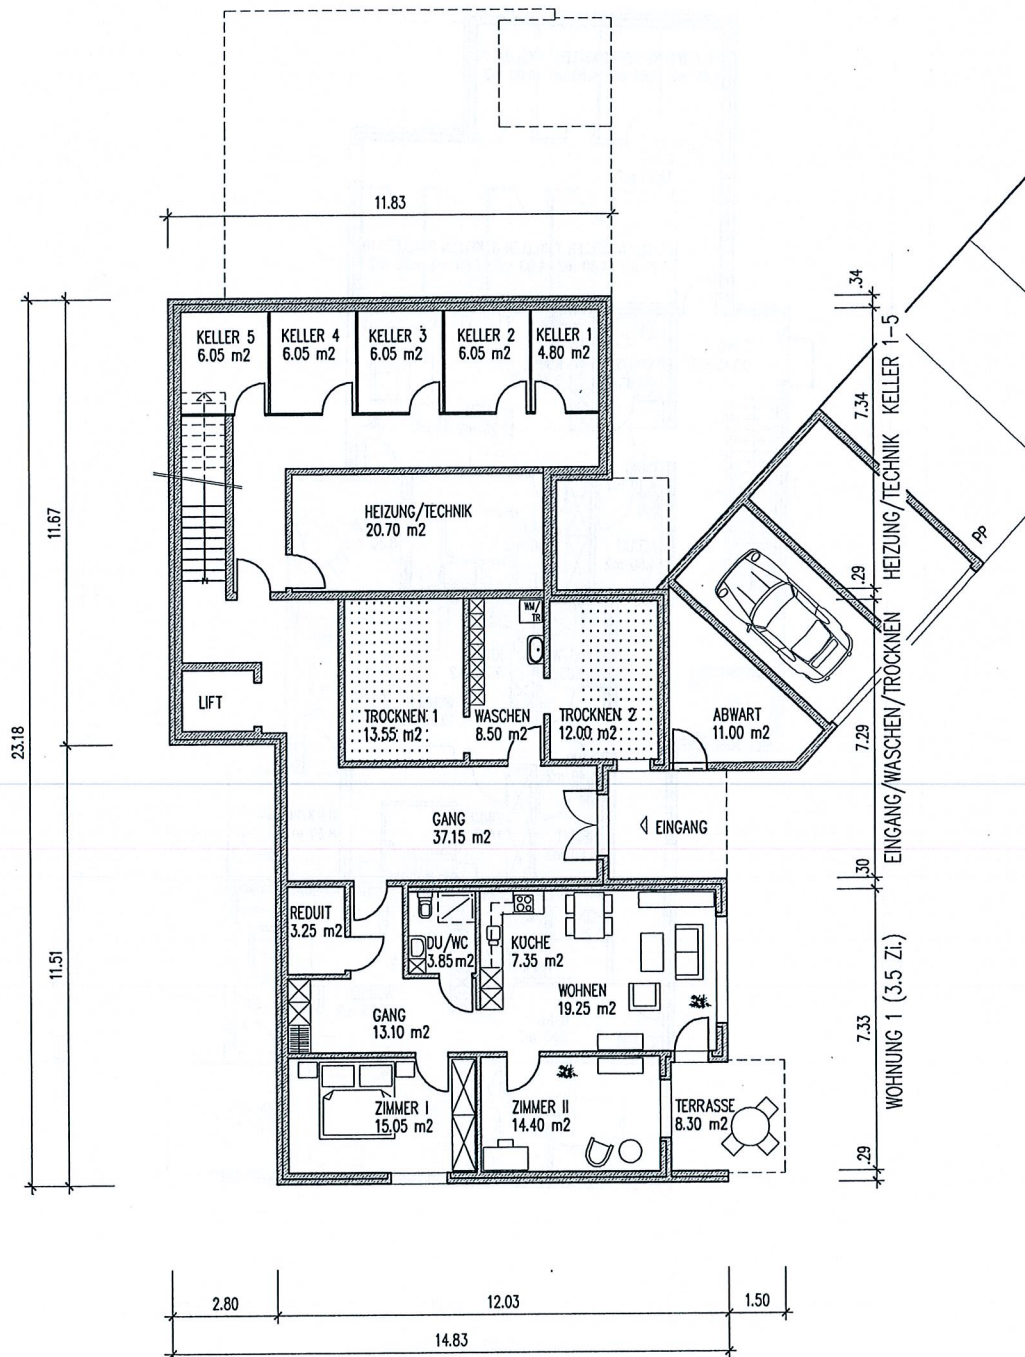 11.83
KELLER 5
6.05 m2
KELLER 4
6.05 m2
KELLER 3
6.05 m2
KELLER 2
6.05 m2
KELLER 1
4.80 m2
HEIZUNG/TECHNIK
20.70 m2
LIFT
TROCKNEN 1
13.55 m2
WASCHEN
8.50 m2
WM/
TR
TROCKNEN 2
12.00 m2
ABWART
11.00 m2
PP
GANG
37.15 m2
EINGANG
REDUIT
3.25 m2
DU/WC
3.85 m2
KÜCHE
7.35 m2
WOHNEN
19.25 m2
GANG
13.10 m2
ZIMMER I
15.05 m2
ZIMMER II
14.40 m2
TERRASSE
8.30 m2
23.18
11.67
11.51
.34
7.34
.29
7.29
.30
7.33
.29
HEIZUNG/TECHNIK KELLER 1-5
EINGANG/WASCHEN/TROCKNEN
WOHNUNG 1 (3.5 Zi.)
2.80
12.03
1.50
14.83